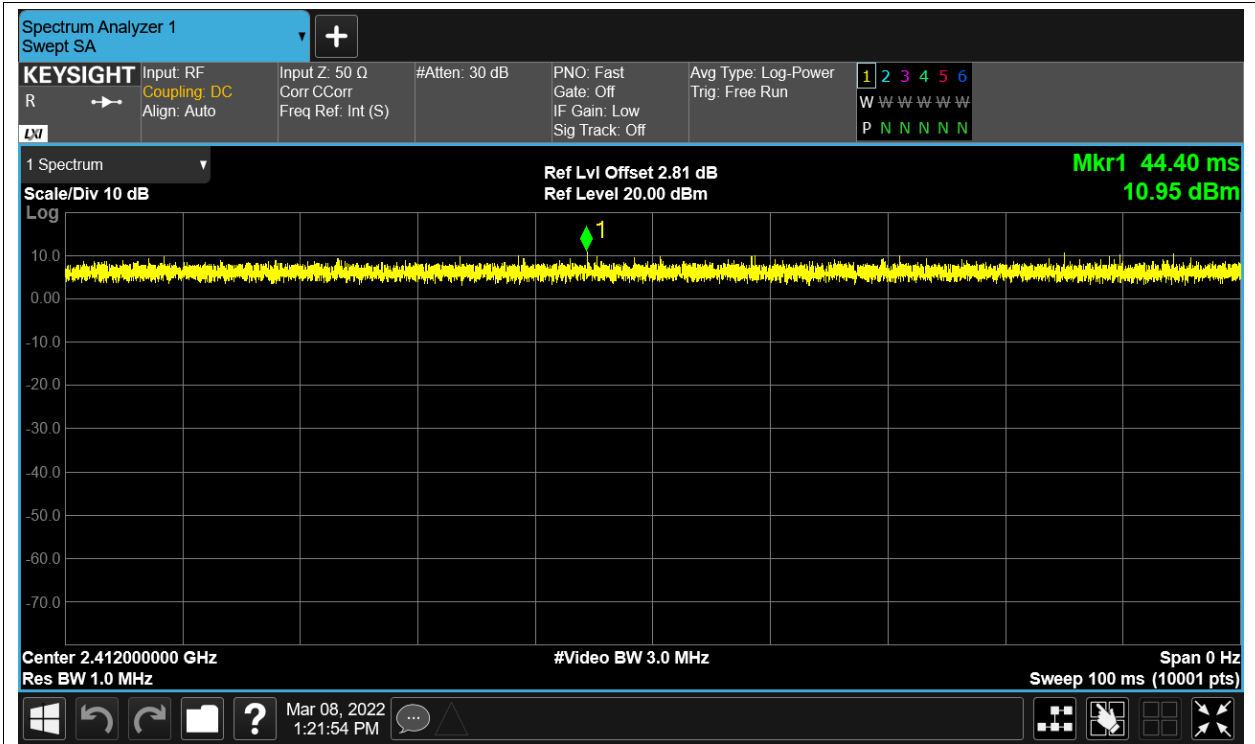 Spectrum Analyzer 1
Swept SA
KEYSIGHT
R
LXI
Input: RF
Coupling: DC
Align: Auto
Input Z: 50 Ω
Corr CCorr
Freq Ref: Int (S)
#Atten: 30 dB
PNO: Fast
Gate: Off
IF Gain: Low
Sig Track: Off
Avg Type: Log-Power
Trig: Free Run
1 2 3 4 5 6
W W W W W W
P N N N N N
1 Spectrum
Scale/Div 10 dB
Log
Ref Lvl Offset 2.81 dB
Ref Level 20.00 dBm
Mkr1 44.40 ms
10.95 dBm
1
10.0
0.00
-10.0
-20.0
-30.0
-40.0
-50.0
-60.0
-70.0
Center 2.412000000 GHz
Res BW 1.0 MHz
#Video BW 3.0 MHz
Span 0 Hz
Sweep 100 ms (10001 pts)
?
Mar 08, 2022
1:21:54 PM